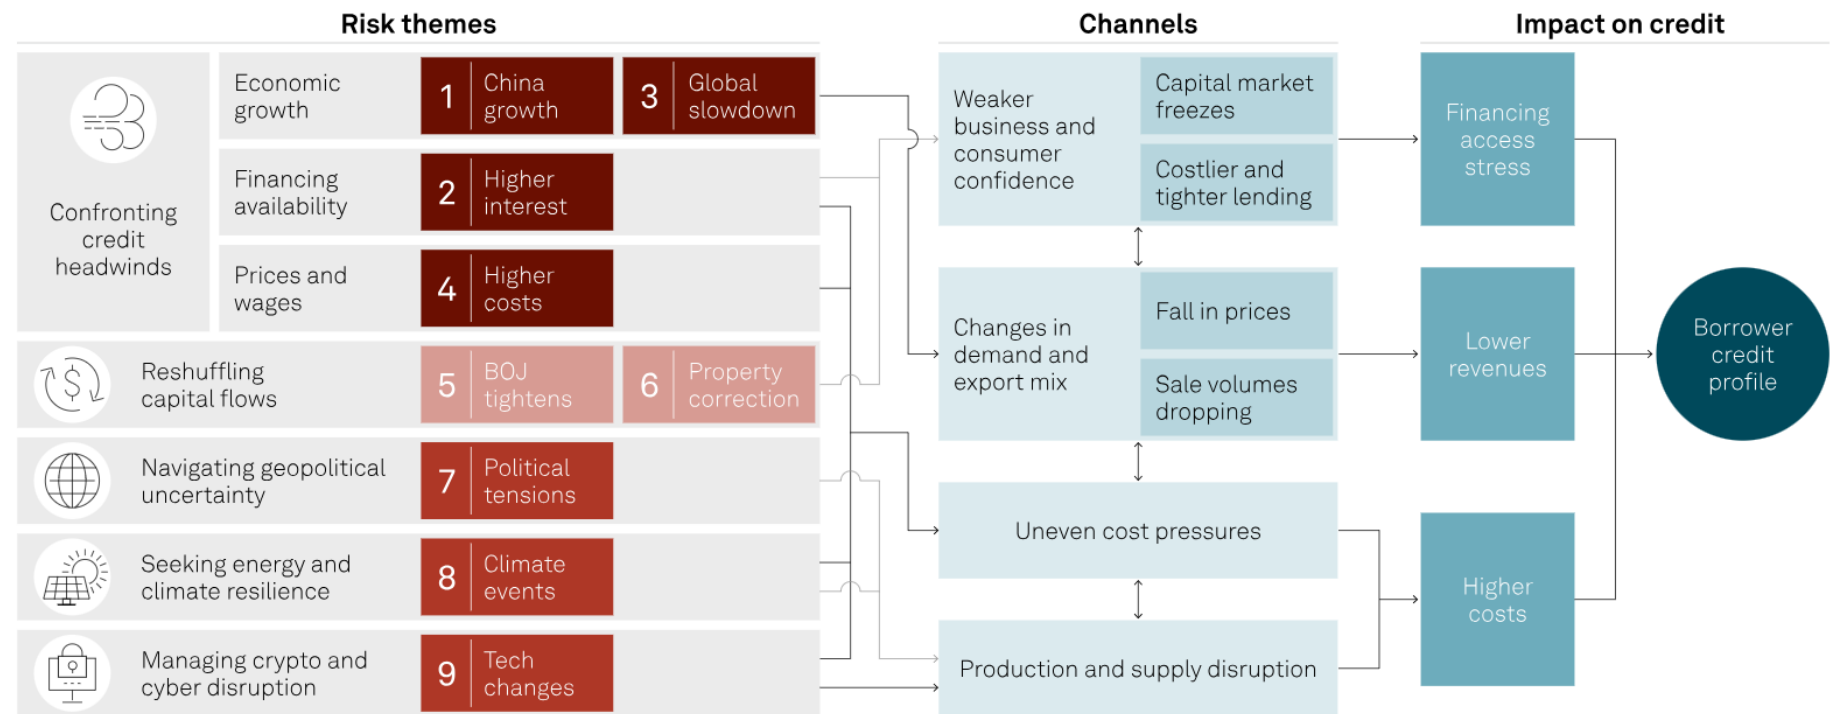 Risk themes
Channels
Impact on credit
Confronting
credit
headwinds
Economic
growth
1
China
growth
3
Global
slowdown
Financing
availability
2
Higher
interest
Prices and
wages
4
Higher
costs
Reshuffling
capital flows
5
BOJ
tightens
6
Property
correction
Navigating geopolitical
uncertainty
7
Political
tensions
Seeking energy and
climate resilience
8
Climate
events
Managing crypto and
cyber disruption
9
Tech
changes
Weaker
business and
consumer
confidence
Capital market
freezes
Costlier and
tighter lending
Changes in
demand and
export mix
Fall in prices
Sale volumes
dropping
Uneven cost pressures
Production and supply disruption
Financing
access
stress
Lower
revenues
Higher
costs
Borrower
credit
profile